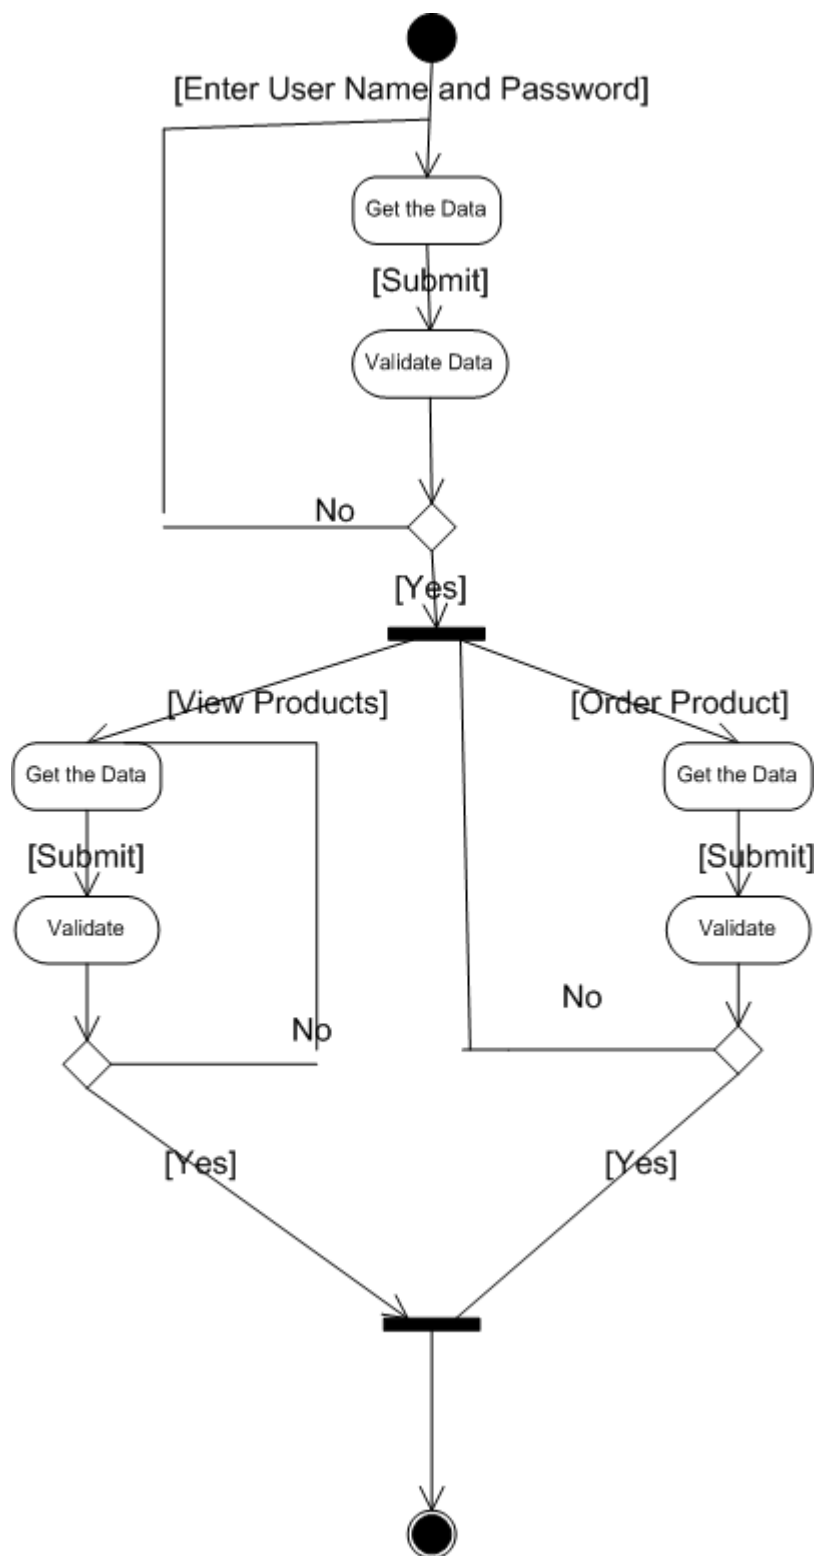 [Enter User Name and Password]
Get the Data
[Submit]
Validate Data
No
[Yes]
[View Products]
[Order Product]
Get the Data
Get the Data
[Submit]
[Submit]
Validate
Validate
No
No
[Yes]
[Yes]